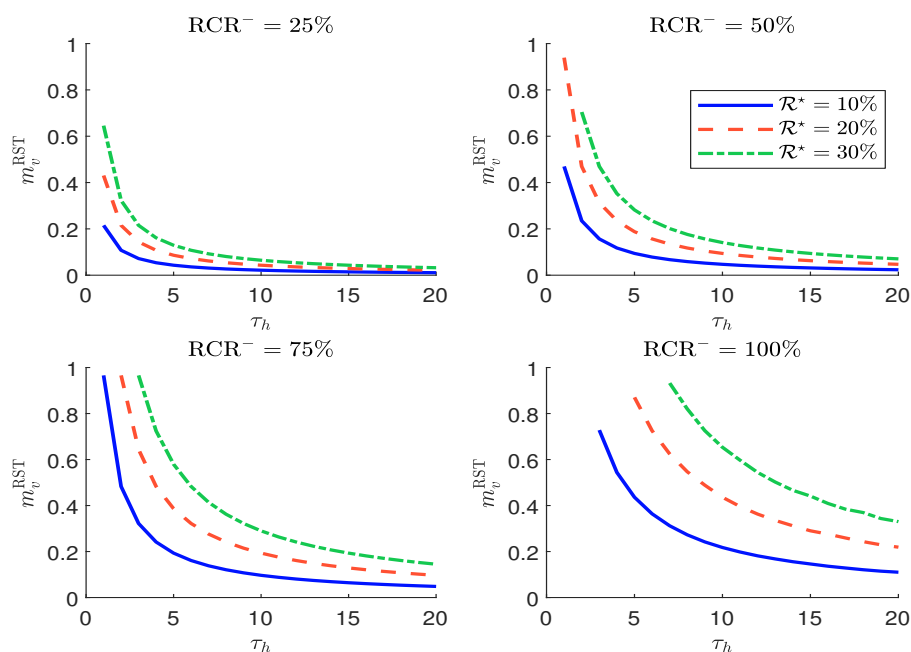 RCR⁻ = 25%
1
0.8
0.6
0.4
0.2
0
m_v^RST
0 5 10 15 20
τ_h
RCR⁻ = 50%
1
0.8
0.6
0.4
0.2
0
m_v^RST
ℛ* = 10%
ℛ* = 20%
ℛ* = 30%
0 5 10 15 20
τ_h
RCR⁻ = 75%
1
0.8
0.6
0.4
0.2
0
m_v^RST
0 5 10 15 20
τ_h
RCR⁻ = 100%
1
0.8
0.6
0.4
0.2
0
m_v^RST
0 5 10 15 20
τ_h